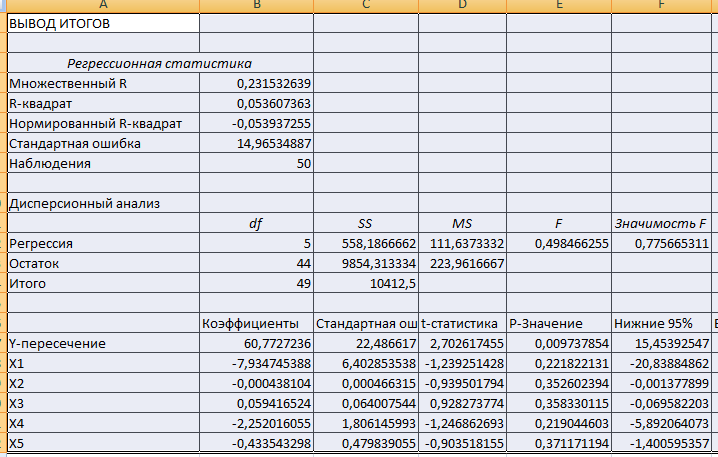 A B C D E F
ВЫВОД ИТОГОВ
Регрессионная статистика
Множественный R 0,231532639
R-квадрат 0,053607363
Нормированный R-квадрат -0,053937255
Стандартная ошибка 14,96534887
Наблюдения 50
Дисперсионный анализ
df SS MS F Значимость F
Регрессия 5 558,1866662 111,6373332 0,498466255 0,775665311
Остаток 44 9854,313334 223,9616667
Итого 49 10412,5
Коэффициенты Стандартная ош t-статистика P-Значение Нижние 95%
Y-пересечение 60,7727236 22,486617 2,702617455 0,009737854 15,45392547
X1 -7,934745388 6,402853538 -1,239251428 0,221822131 -20,83884862
X2 -0,000438104 0,000466315 -0,939501794 0,352602394 -0,001377899
X3 0,059416524 0,064007544 0,928273774 0,358330115 -0,069582203
X4 -2,252016055 1,806145993 -1,246862693 0,219044603 -5,892064073
X5 -0,433543298 0,479839055 -0,903518155 0,371171194 -1,400595357